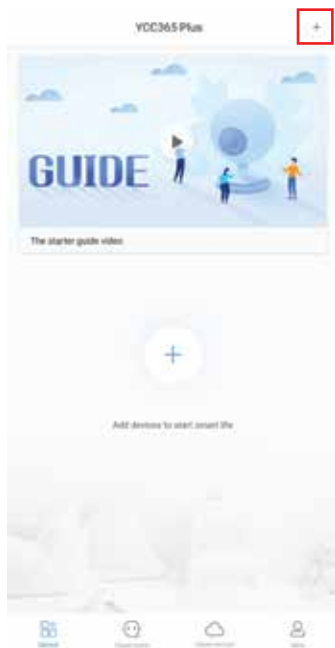 YCC365 Plus
+
GUIDE
The starter guide video
+
Add devices to start smart life